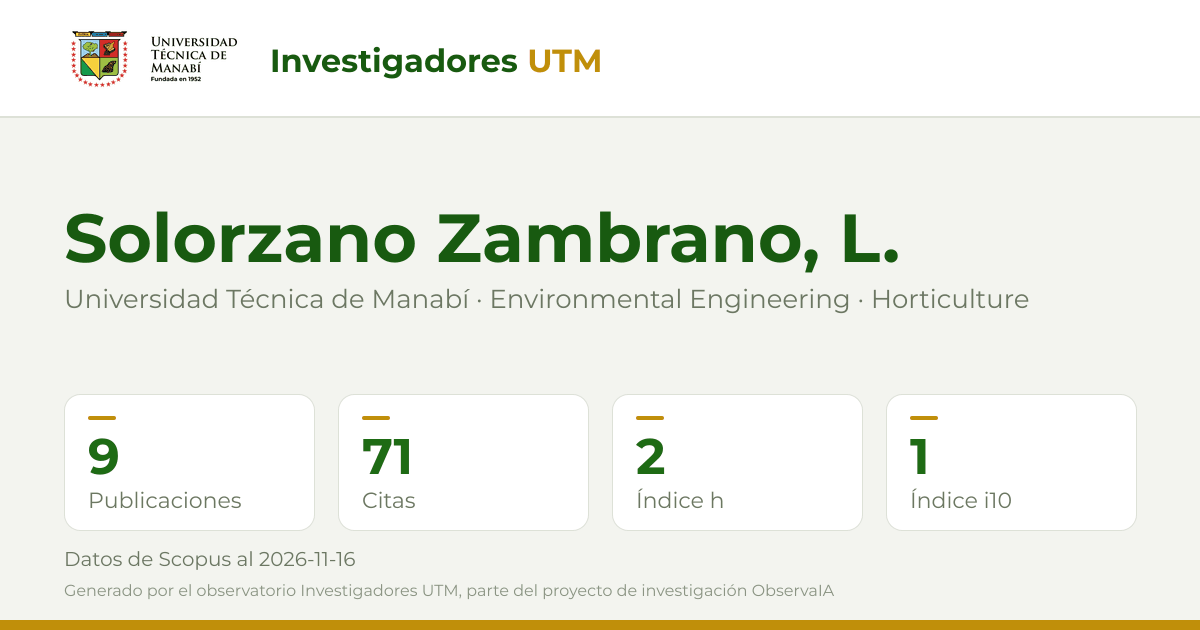 UNIVERSIDAD
TÉCNICA DE
MANABÍ
Fundada en 1952
Investigadores UTM
Solorzano Zambrano, L.
Universidad Técnica de Manabí · Environmental Engineering · Horticulture
9
Publicaciones
71
Citas
2
Índice h
1
Índice i10
Datos de Scopus al 2026-11-16
Generado por el observatorio Investigadores UTM, parte del proyecto de investigación ObservaIA